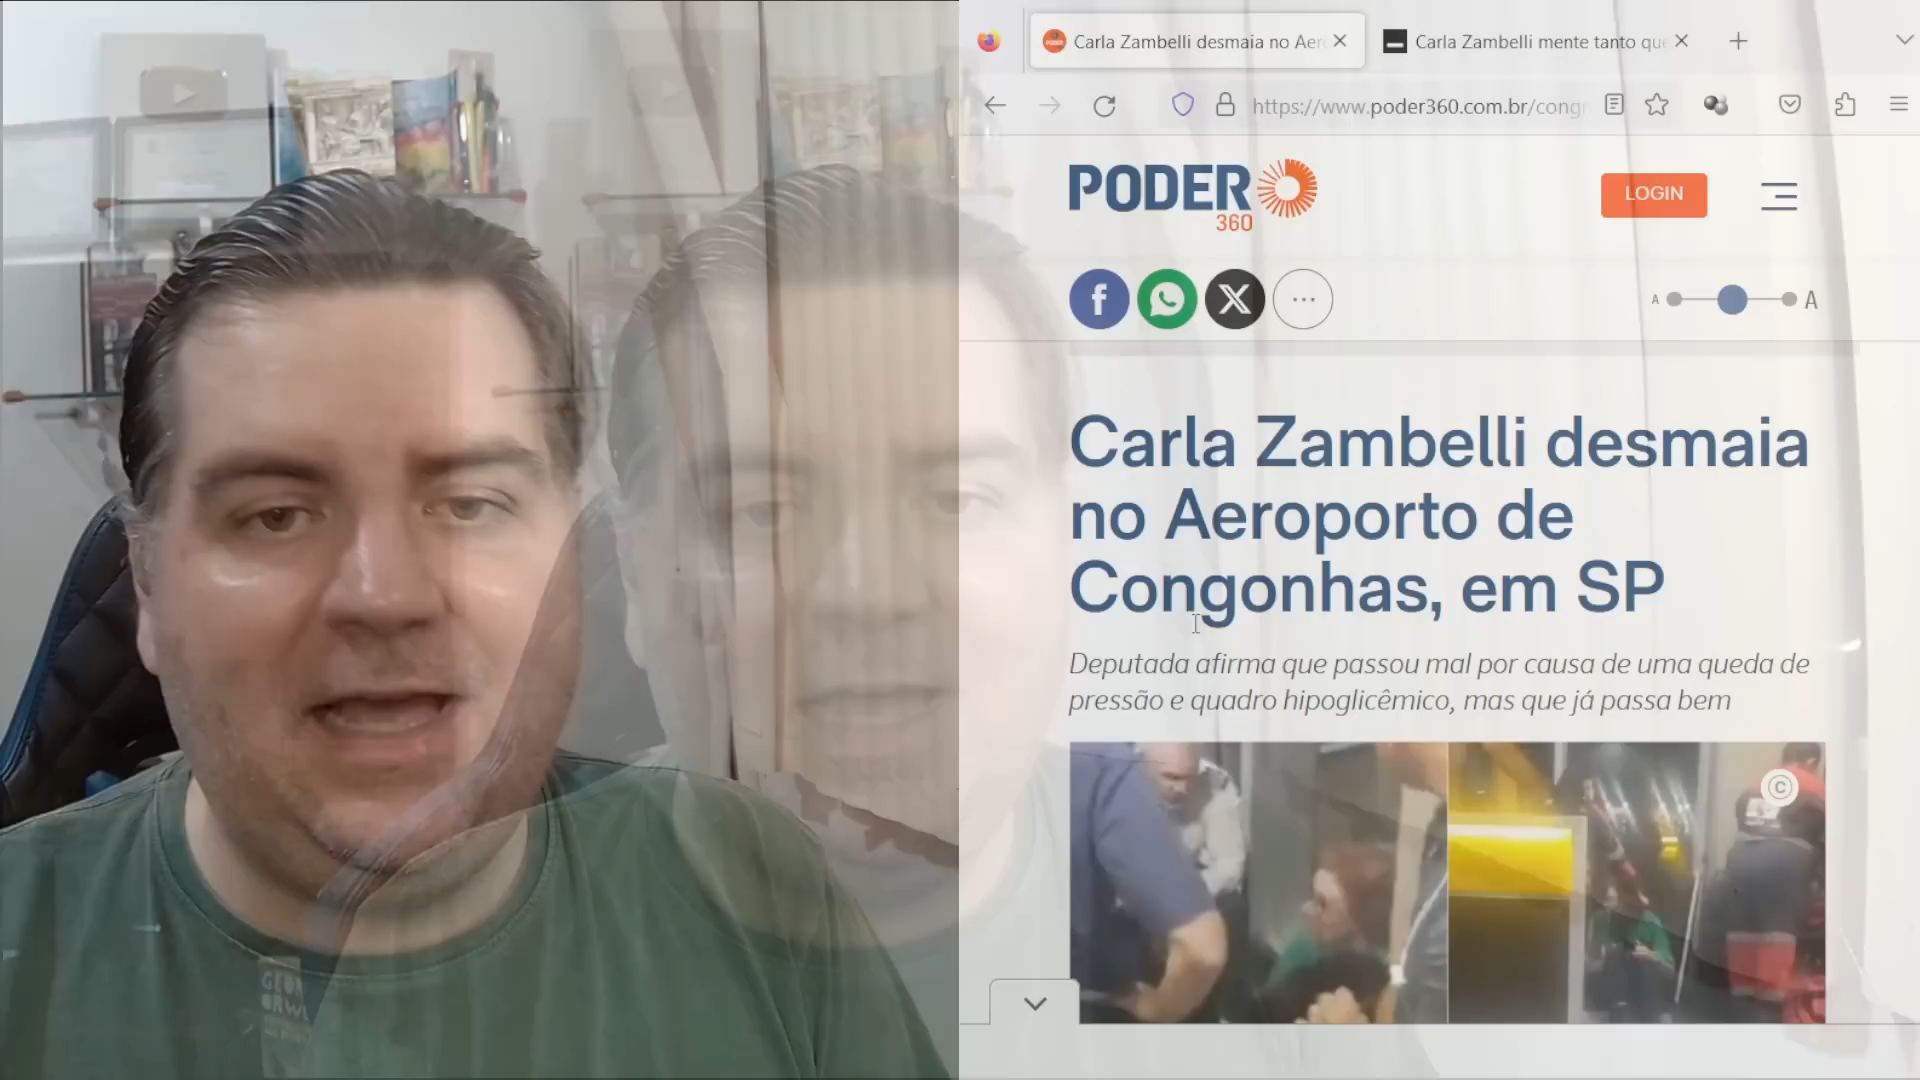 Carla Zambelli desmaia no Aer
Carla Zambelli mente tanto que
https://www.poder360.com.br/congr
PODER
360
LOGIN
A A
Carla Zambelli desmaia
no Aeroporto de
Congonhas, em SP
Deputada afirma que passou mal por causa de uma queda de
pressão e quadro hipoglicêmico, mas que já passa bem
©